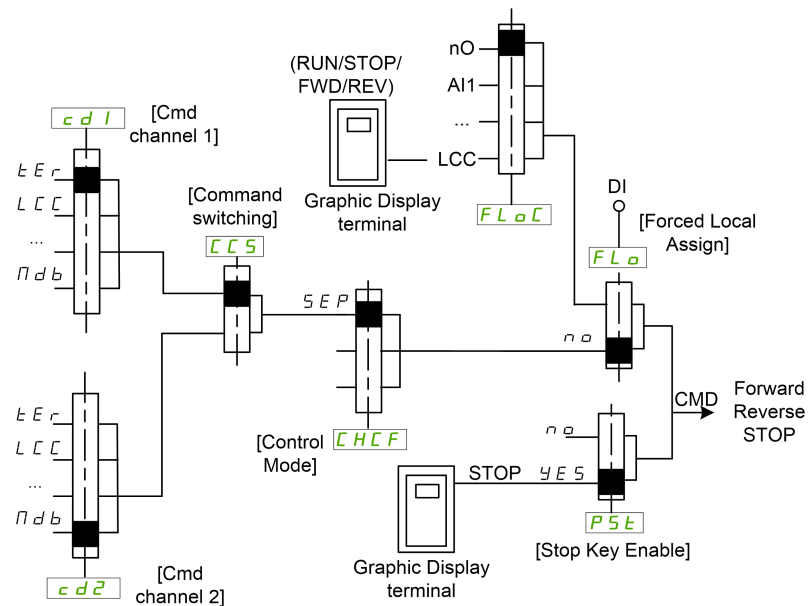 (RUN/STOP/
FWD/REV)
nO
AI1
...
LCC
Graphic Display
terminal
FLoC
cd1
[Cmd
channel 1]
tEr
LCC
...
Mdb
[Command
switching]
CCS
DI
[Forced Local
Assign]
FLo
SEP
no
[Control
Mode]
CHCF
tEr
LCC
...
Mdb
cd2
[Cmd
channel 2]
CMD
Forward
Reverse
STOP
no
STOP
YES
PSt
[Stop Key Enable]
Graphic Display
terminal